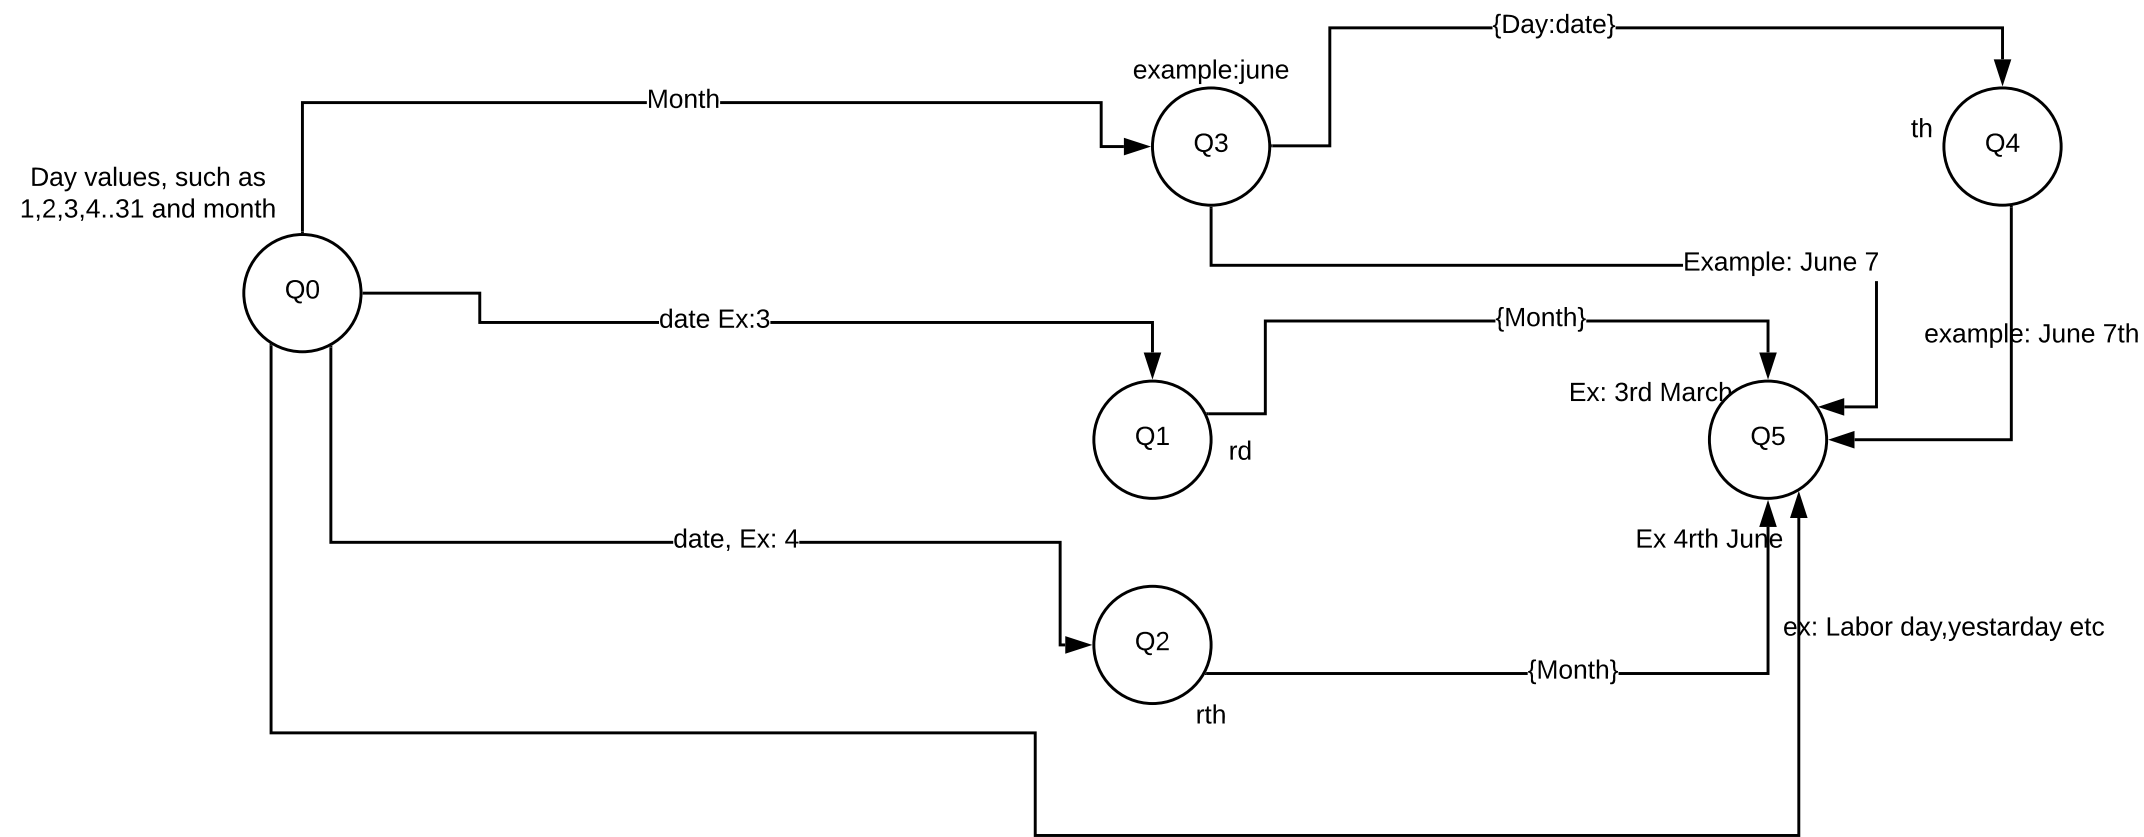 {Day:date}
example:june
Month
Q3
th
Q4
Day values, such as
1,2,3,4..31 and month
Example: June 7
Q0
date Ex:3
{Month}
example: June 7th
Ex: 3rd March
Q1
rd
Q5
date, Ex: 4
Ex 4rth June
ex: Labor day,yestarday etc
Q2
{Month}
rth